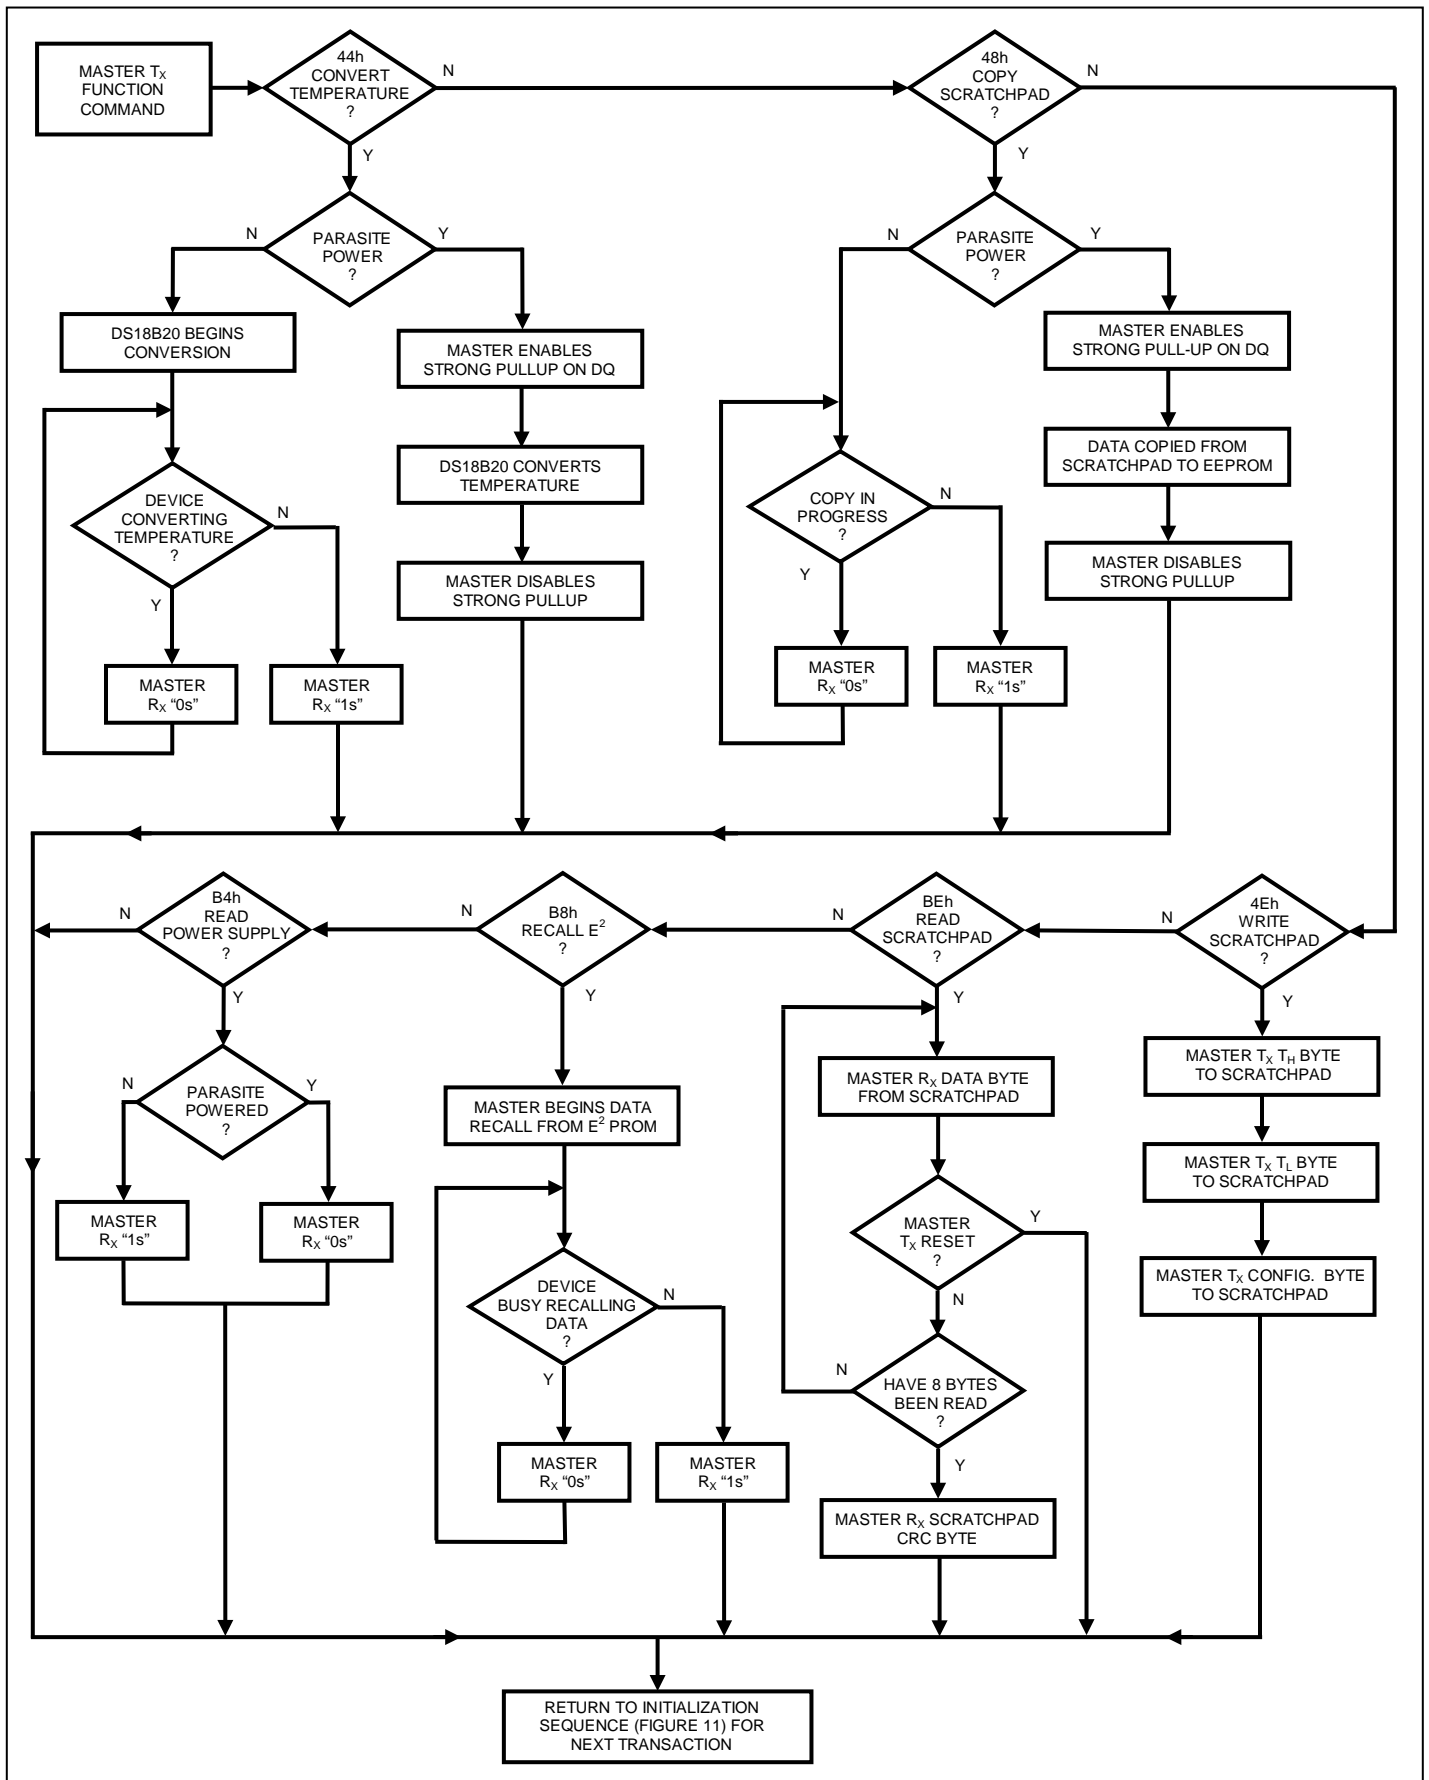 MASTER TX
FUNCTION
COMMAND
44h
CONVERT
TEMPERATURE
?
N
Y
48h
COPY
SCRATCHPAD
?
N
Y
N
PARASITE
POWER
?
Y
N
PARASITE
POWER
?
Y
DS18B20 BEGINS
CONVERSION
MASTER ENABLES
STRONG PULLUP ON DQ
MASTER ENABLES
STRONG PULL-UP ON DQ
DS18B20 CONVERTS
TEMPERATURE
DATA COPIED FROM
SCRATCHPAD TO EEPROM
DEVICE
CONVERTING
TEMPERATURE
?
N
Y
COPY IN
PROGRESS
?
N
Y
MASTER DISABLES
STRONG PULLUP
MASTER DISABLES
STRONG PULLUP
MASTER
RX “0s”
MASTER
RX “1s”
MASTER
RX “0s”
MASTER
RX “1s”
N
B4h
READ
POWER SUPPLY
?
Y
N
B8h
RECALL E2
?
Y
N
BEh
READ
SCRATCHPAD
?
Y
N
4Eh
WRITE
SCRATCHPAD
?
Y
N
PARASITE
POWERED
?
Y
MASTER
RX “1s”
MASTER
RX “0s”
MASTER BEGINS DATA
RECALL FROM E2 PROM
DEVICE
BUSY RECALLING
DATA
?
N
Y
MASTER
RX “0s”
MASTER
RX “1s”
MASTER RX DATA BYTE
FROM SCRATCHPAD
MASTER
TX RESET
?
Y
N
N
HAVE 8 BYTES
BEEN READ
?
Y
MASTER RX SCRATCHPAD
CRC BYTE
MASTER TX TH BYTE
TO SCRATCHPAD
MASTER TX TL BYTE
TO SCRATCHPAD
MASTER TX CONFIG. BYTE
TO SCRATCHPAD
RETURN TO INITIALIZATION
SEQUENCE (FIGURE 11) FOR
NEXT TRANSACTION